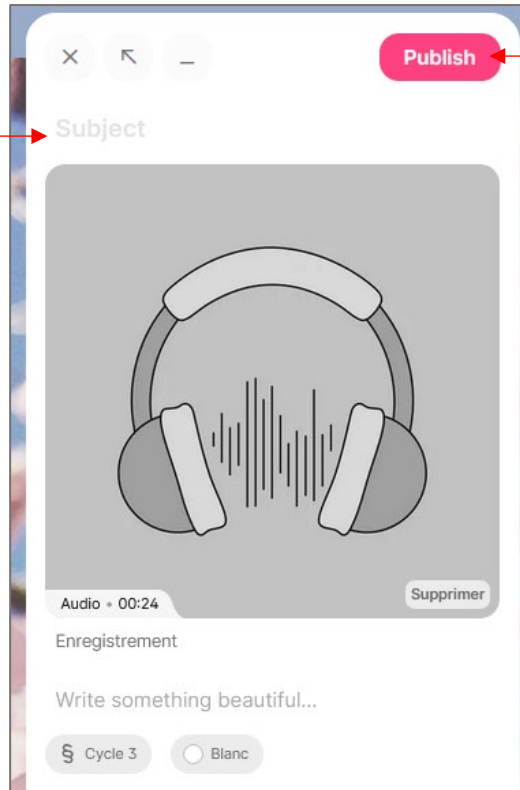 Publish
Subject
Audio • 00:24
Supprimer
Enregistrement
Write something beautiful...
§ Cycle 3
Blanc